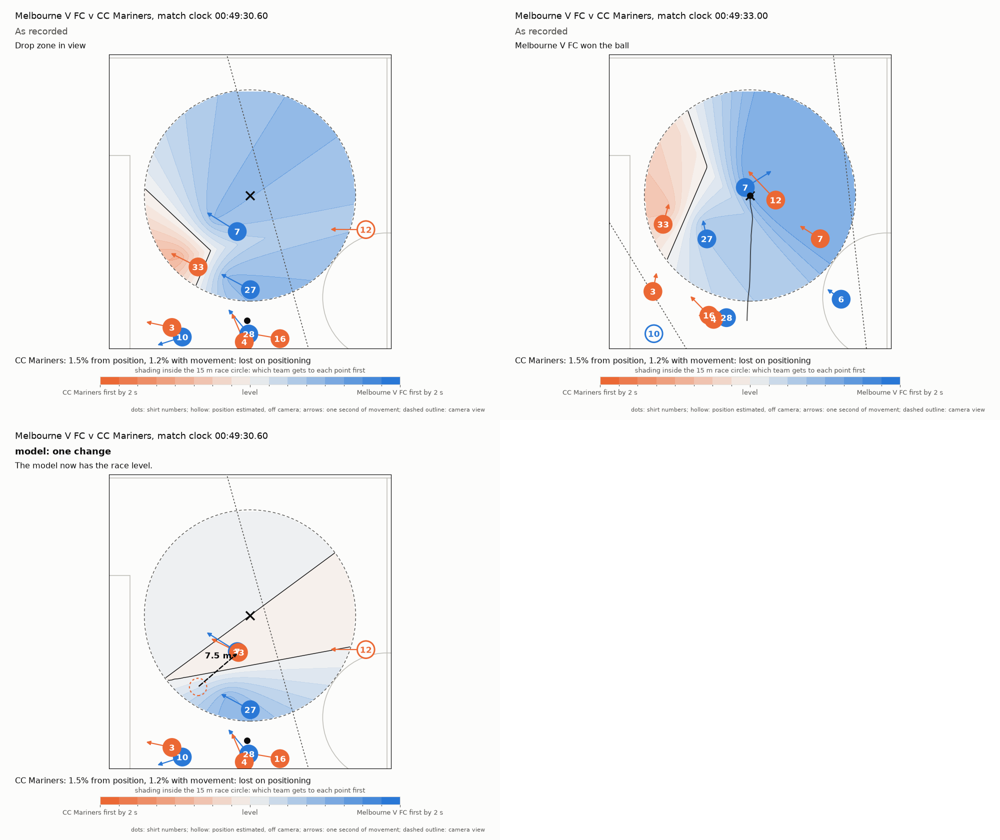 Melbourne V FC v CC Mariners, match clock 00:49:30.60
As recorded
Drop zone in view
7
12
33
27
3
10
28
4
16
CC Mariners: 1.5% from position, 1.2% with movement: lost on positioning
shading inside the 15 m race circle: which team gets to each point first
CC Mariners first by 2 s
level
Melbourne V FC first by 2 s
dots: shirt numbers; hollow: position estimated, off camera; arrows: one second of movement; dashed outline: camera view
Melbourne V FC v CC Mariners, match clock 00:49:33.00
As recorded
Melbourne V FC won the ball
7
12
33
27
7
3
6
16
4
28
10
CC Mariners: 1.5% from position, 1.2% with movement: lost on positioning
shading inside the 15 m race circle: which team gets to each point first
CC Mariners first by 2 s
level
Melbourne V FC first by 2 s
dots: shirt numbers; hollow: position estimated, off camera; arrows: one second of movement; dashed outline: camera view
Melbourne V FC v CC Mariners, match clock 00:49:30.60
model: one change
The model now has the race level.
7.5 m
33
12
27
3
10
28
4
16
CC Mariners: 1.5% from position, 1.2% with movement: lost on positioning
shading inside the 15 m race circle: which team gets to each point first
CC Mariners first by 2 s
level
Melbourne V FC first by 2 s
dots: shirt numbers; hollow: position estimated, off camera; arrows: one second of movement; dashed outline: camera view